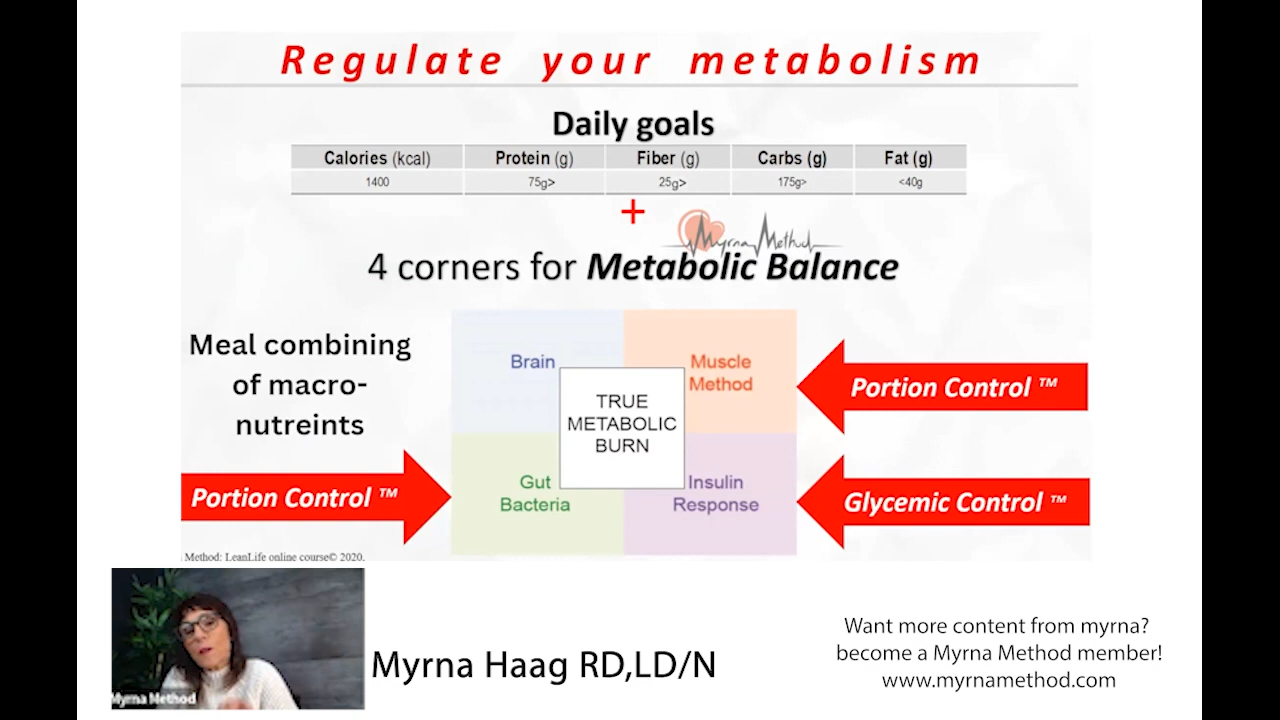 Regulate your metabolism
Daily goals
Calories (kcal) Protein (g) Fiber (g) Carbs (g) Fat (g)
1400 75g> 25g> 175g> <40g
+
Myrna Method
4 corners for Metabolic Balance
Meal combining
of macro-
nutreints
Brain
Muscle
Method
TRUE
METABOLIC
BURN
Portion Control ™
Portion Control ™
Gut
Bacteria
Insulin
Response
Glycemic Control ™
Method: LeanLife online course© 2020.
Myrna Method
Myrna Haag RD,LD/N
Want more content from myrna?
become a Myrna Method member!
www.myrnamethod.com